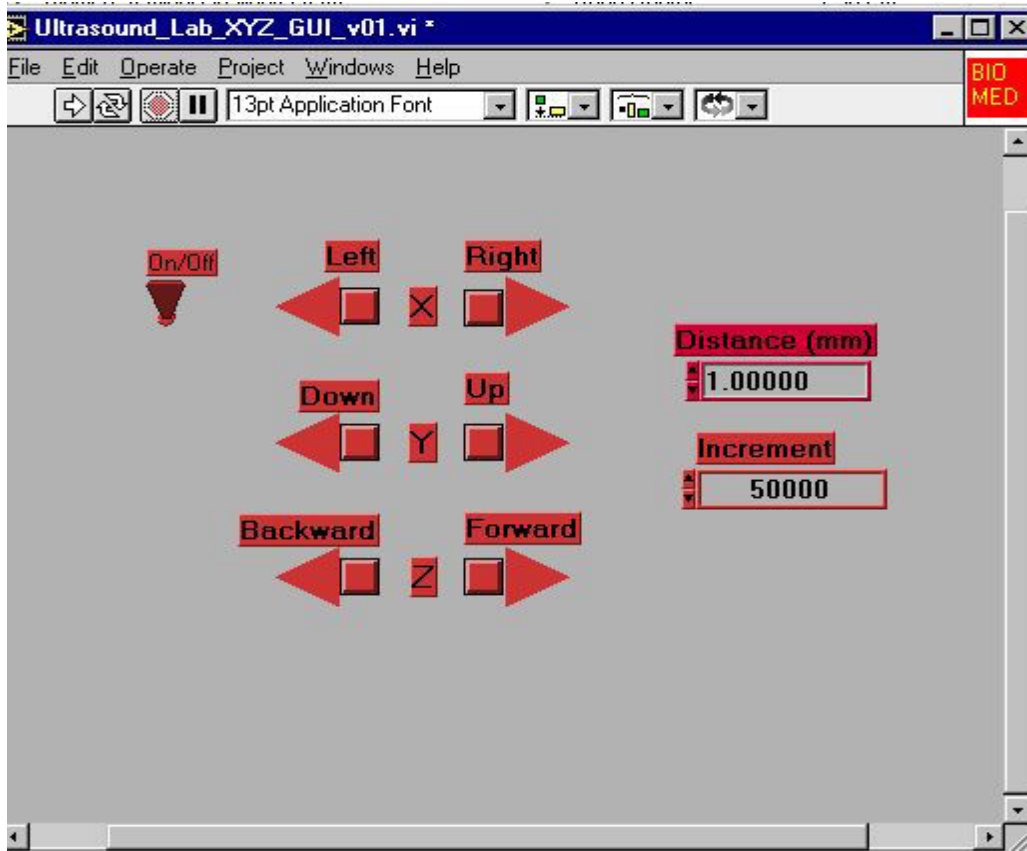 Ultrasound_Lab_XYZ_GUI_v01.vi *
File Edit Operate Project Windows Help
BIO
MED
13pt Application Font
On/Off
Left
Right
X
Distance (mm)
1.00000
Down
Up
Y
Increment
50000
Backward
Forward
Z